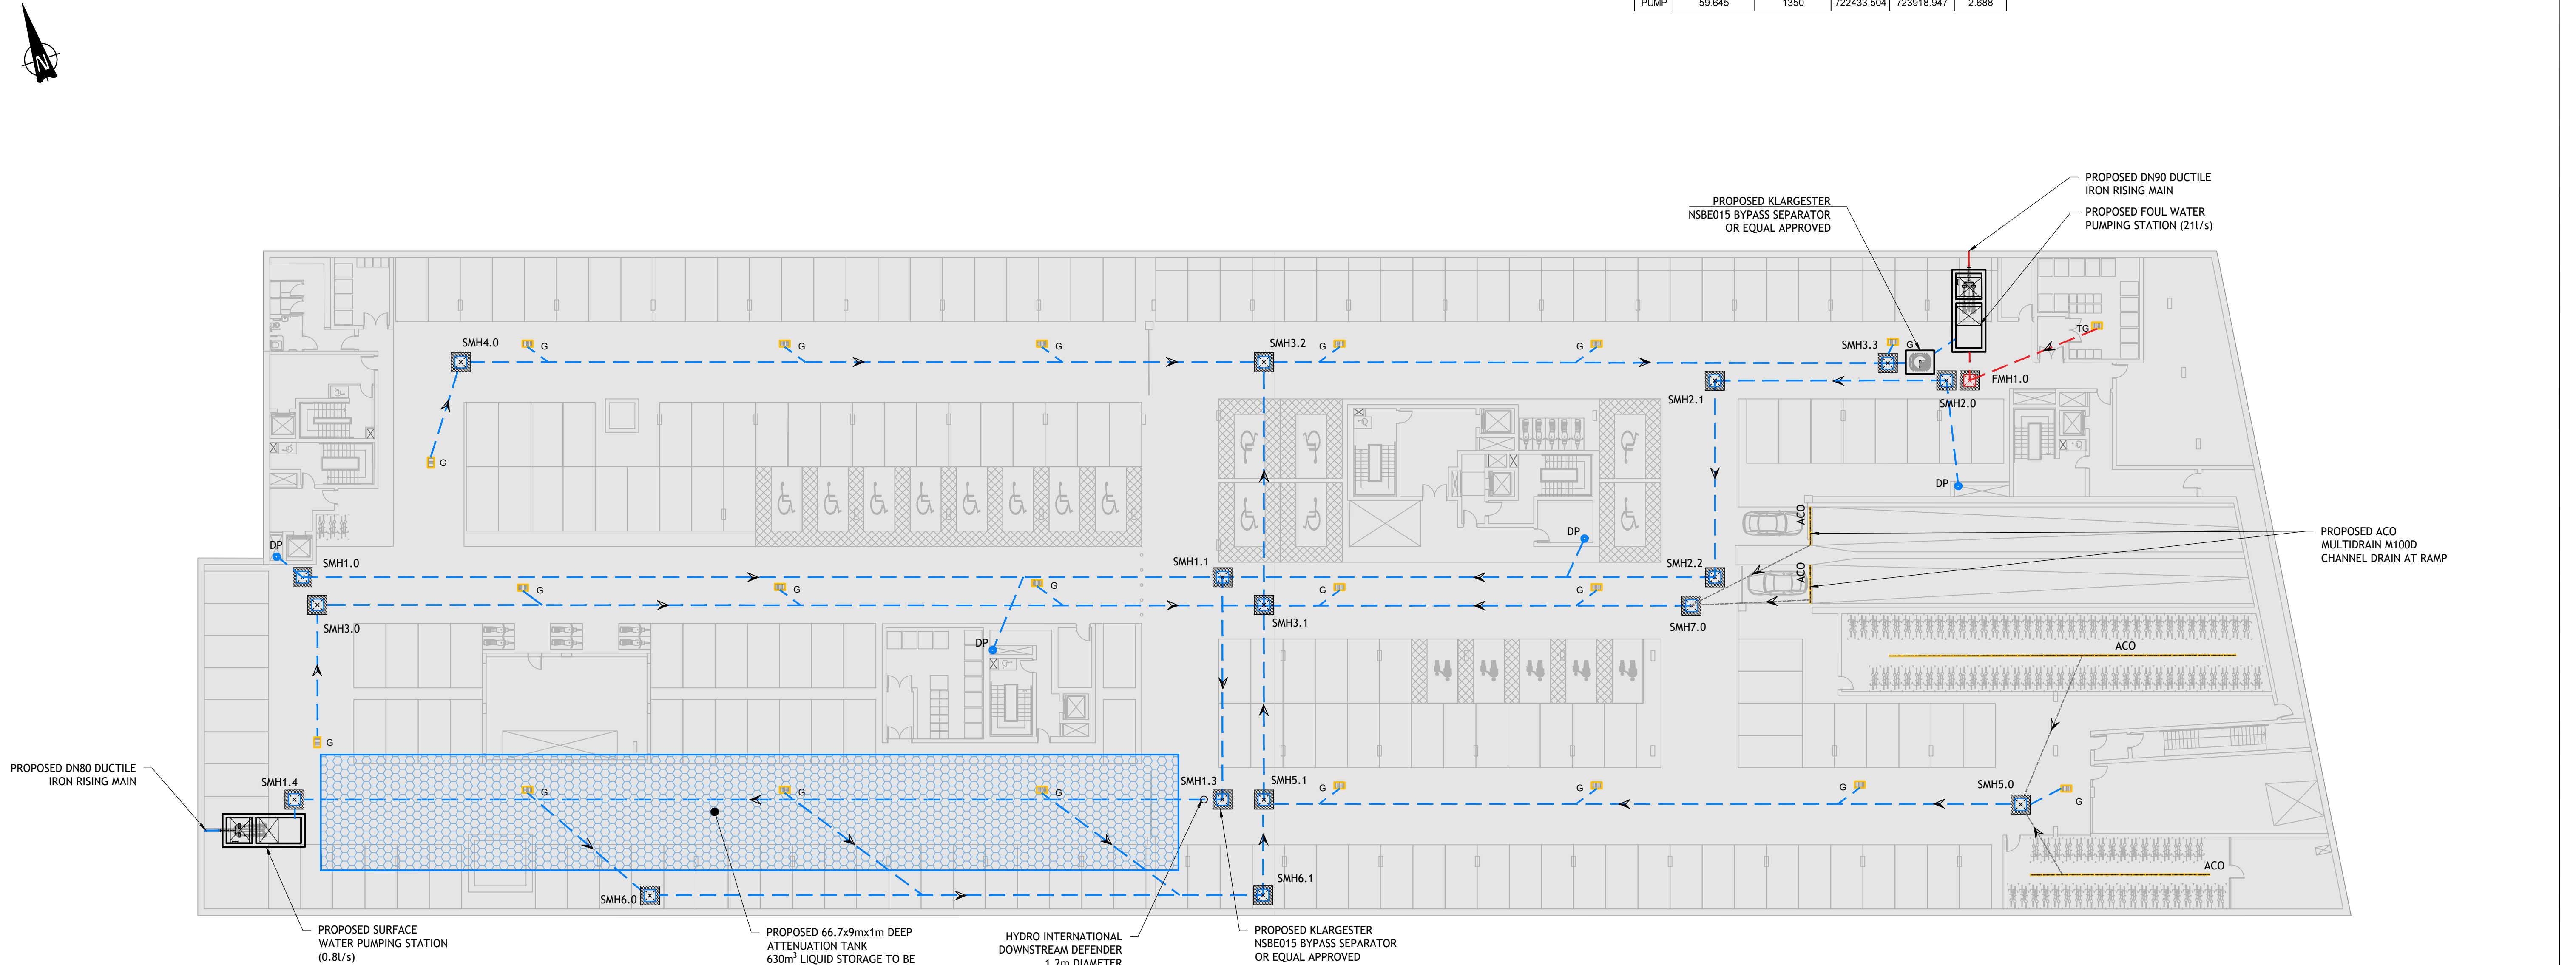 PUMP 59.645 1350 722433.504 723918.947 2.688
N
PROPOSED DN90 DUCTILE
IRON RISING MAIN
PROPOSED KLARGESTER
NSBE015 BYPASS SEPARATOR
OR EQUAL APPROVED
PROPOSED FOUL WATER
PUMPING STATION (21l/s)
SMH4.0
G
G
G
SMH3.2
G
G
SMH3.3
G
TG
FMH1.0
SMH2.1
SMH2.0
G
DP
ACO
PROPOSED ACO
MULTIDRAIN M100D
CHANNEL DRAIN AT RAMP
DP
DP
SMH1.0
SMH1.1
SMH2.2
ACO
G
G
G
G
G
SMH3.0
SMH3.1
SMH7.0
DP
ACO
G
PROPOSED DN80 DUCTILE
IRON RISING MAIN
SMH1.4
G
G
G
SMH1.3
SMH5.1
G
G
G
SMH5.0
G
ACO
SMH6.0
SMH6.1
PROPOSED SURFACE
WATER PUMPING STATION
(0.8l/s)
PROPOSED 66.7x9mx1m DEEP
ATTENUATION TANK
630m³ LIQUID STORAGE TO BE
HYDRO INTERNATIONAL
DOWNSTREAM DEFENDER
1.2m DIAMETER
PROPOSED KLARGESTER
NSBE015 BYPASS SEPARATOR
OR EQUAL APPROVED